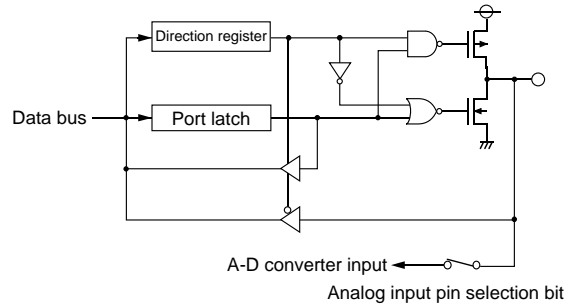 Direction register
Data bus
Port latch
A-D converter input
Analog input pin selection bit